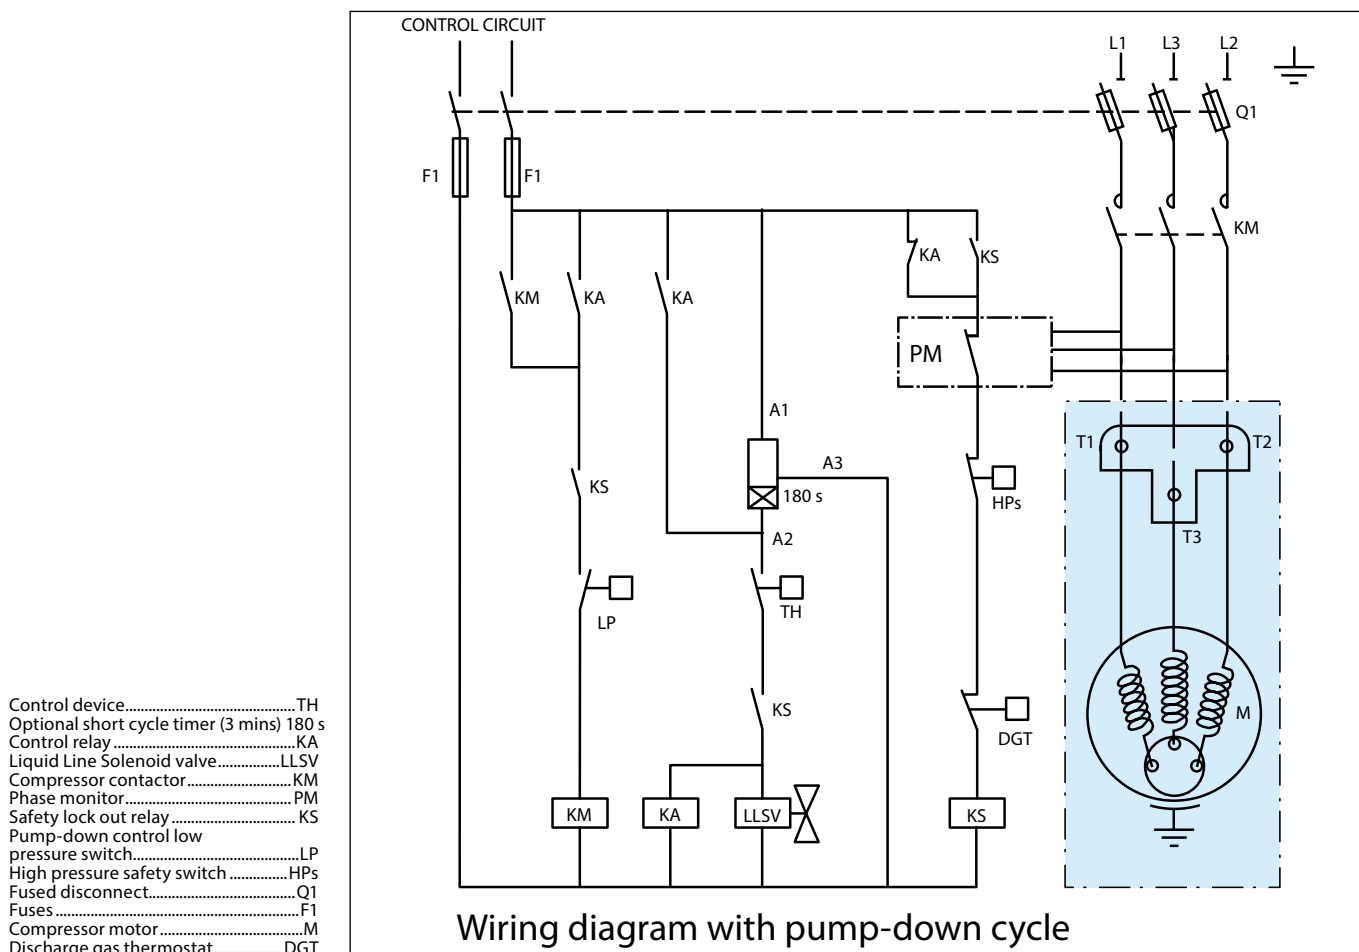 CONTROL CIRCUIT
L1 L3 L2
Q1
F1 F1
KM
KA KS
KM KA KA
PM
A1
T1 T2
A3
KS 180 s HPs
A2 T3
LP TH
KS M
DGT
KM KA LLSV KS
Control device..........................................TH
Optional short cycle timer (3 mins) 180 s
Control relay .............................................KA
Liquid Line Solenoid valve...............LLSV
Compressor contactor..........................KM
Phase monitor..........................................PM
Safety lock out relay ............................... KS
Pump-down control low
pressure switch.........................................LP
High pressure safety switch ..............HPs
Fused disconnect.....................................Q1
Fuses ............................................................F1
Compressor motor....................................M
Discharge gas thermostat..................DGT
Wiring diagram with pump-down cycle